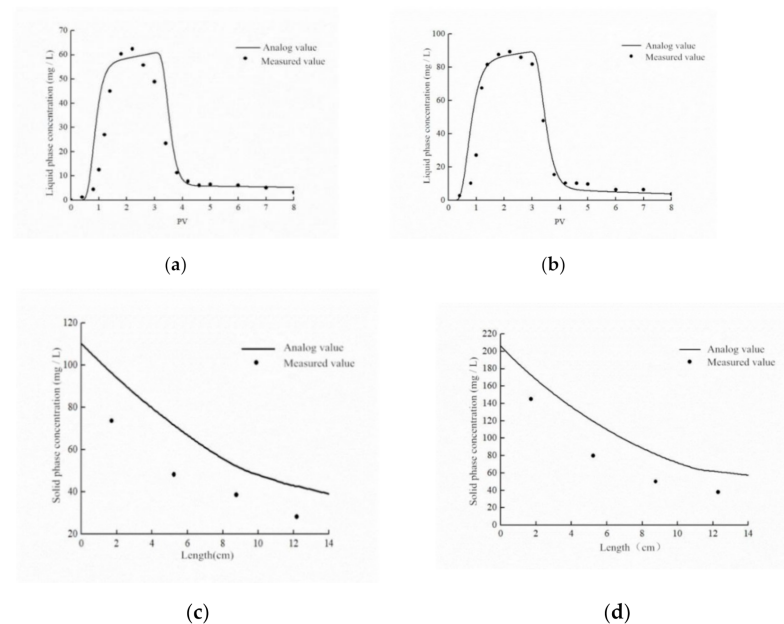 70
60
50
40
30
20
10
0
Liquid phase concentration (mg / L)
Analog value
Measured value
0 1 2 3 4 5 6 7 8
PV
(a)
100
80
60
40
20
0
Liquid phase concentration (mg / L)
Analog value
Measured value
0 1 2 3 4 5 6 7 8
PV
(b)
120
100
80
60
40
20
Solid phase concentration (mg / L)
Analog value
Measured value
0 2 4 6 8 10 12 14
Length(cm)
(c)
220
200
180
160
140
120
100
80
60
40
20
0
Solid phase concentration (mg / L)
Analog value
Measured value
0 2 4 6 8 10 12 14
Length（cm）
(d)